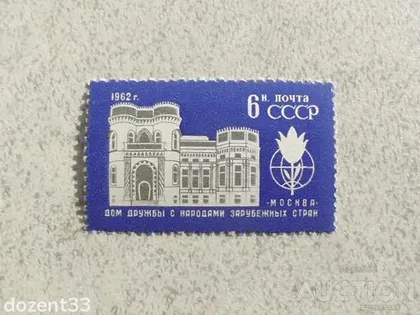 1962 г.
6 к. почта
СССР
-МОСКВА-
ДОМ ДРУЖБЫ С НАРОДАМИ ЗАРУБЕЖНЫХ СТРАН
dozent33